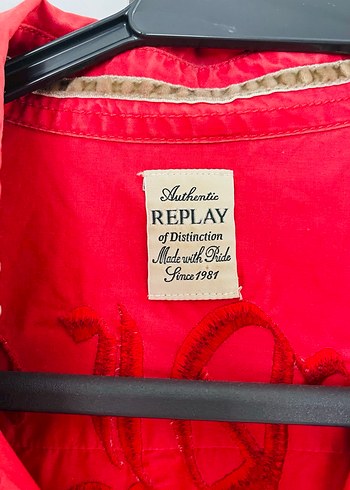 Authentic
REPLAY
of Distinction
Made with Pride
Since 1981